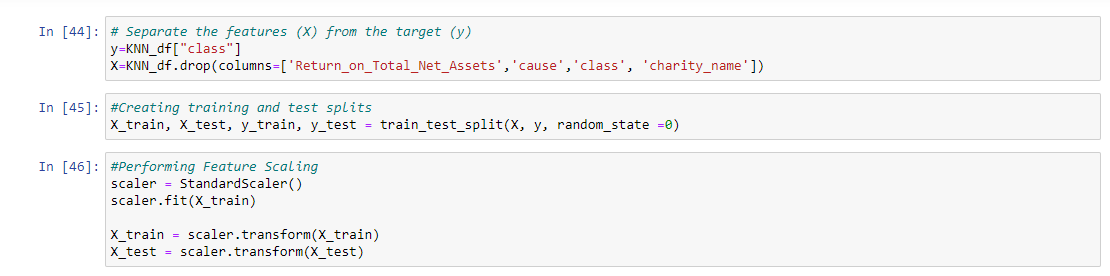 In [44]: # Separate the features (X) from the target (y)
y=KNN_df["class"]
X=KNN_df.drop(columns=['Return_on_Total_Net_Assets','cause','class', 'charity_name'])
In [45]: #Creating training and test splits
X_train, X_test, y_train, y_test = train_test_split(X, y, random_state =0)
In [46]: #Performing Feature Scaling
scaler = StandardScaler()
scaler.fit(X_train)
X_train = scaler.transform(X_train)
X_test = scaler.transform(X_test)